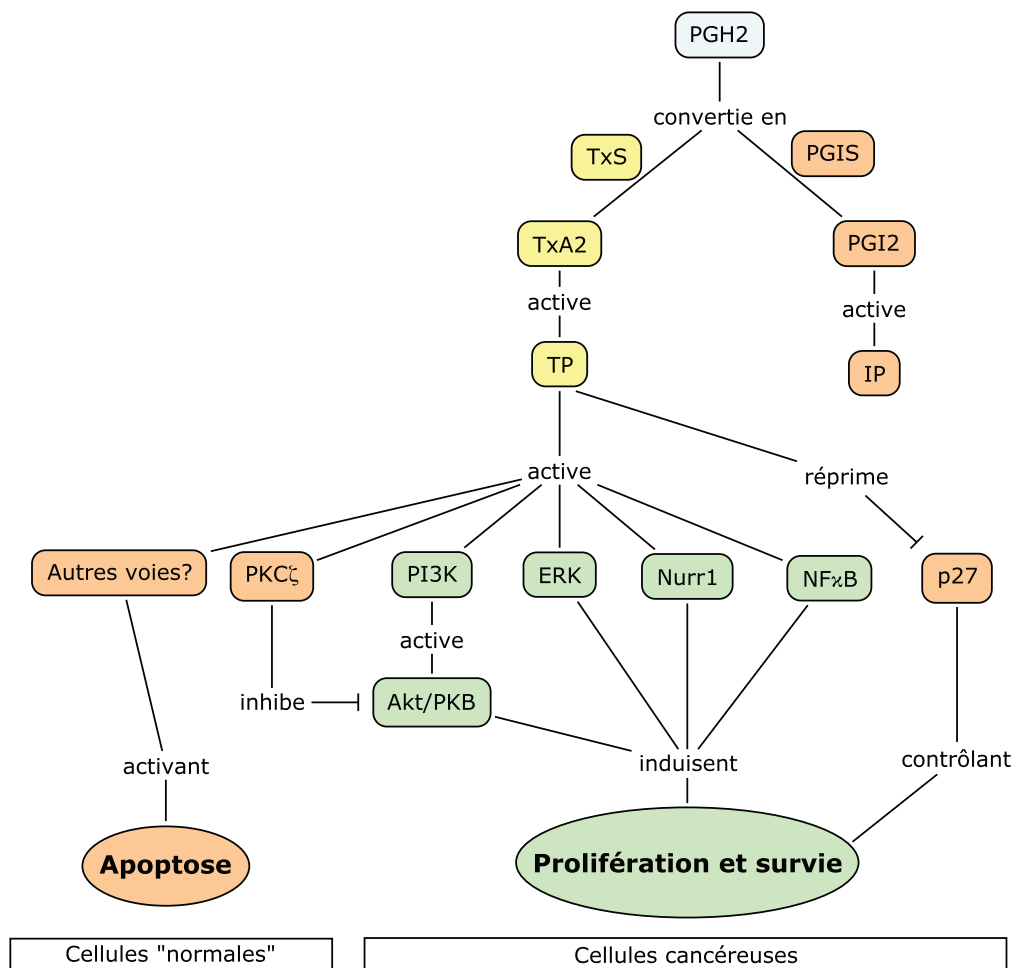 PGH2
convertie en
TxS
PGIS
TxA2
PGI2
active
active
TP
IP
active
réprime
Autres voies?
PKCζ
PI3K
ERK
Nurr1
NFκB
p27
active
inhibe
Akt/PKB
activant
induisent
contrôlant
Apoptose
Prolifération et survie
Cellules "normales"
Cellules cancéreuses